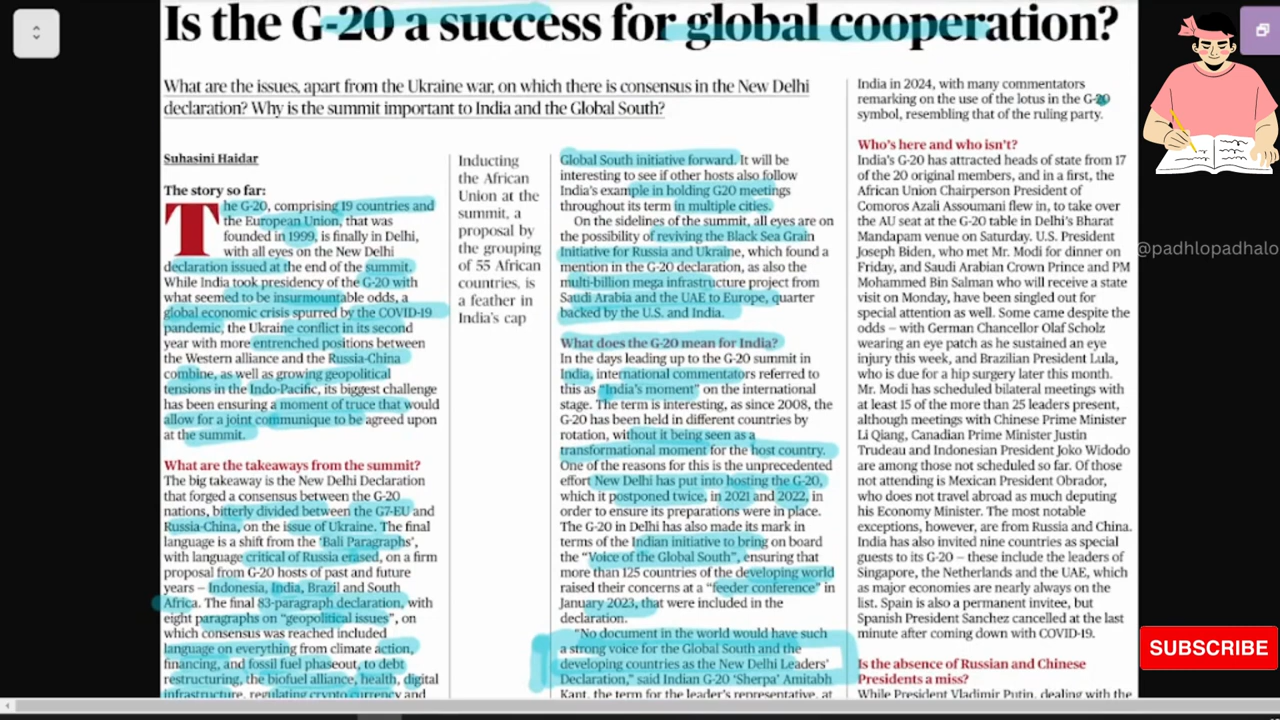 Is the G-20 a success for global cooperation?
What are the issues, apart from the Ukraine war, on which there is consensus in the New Delhi
declaration? Why is the summit important to India and the Global South?
Suhasini Haidar
The story so far:
The G-20, comprising 19 countries and
the European Union, that was
founded in 1999, is finally in Delhi,
with all eyes on the New Delhi
declaration issued at the end of the summit.
While India took presidency of the G-20 with
what seemed to be insurmountable odds, a
global economic crisis spurred by the COVID-19
pandemic, the Ukraine conflict in its second
year with more entrenched positions between
the Western alliance and the Russia-China
combine, as well as growing geopolitical
tensions in the Indo-Pacific, its biggest challenge
has been ensuring a moment of truce that would
allow for a joint communique to be agreed upon
at the summit.
What are the takeaways from the summit?
The big takeaway is the New Delhi Declaration
that forged a consensus between the G-20
nations, bitterly divided between the G7-EU and
Russia-China, on the issue of Ukraine. The final
language is a shift from the 'Bali Paragraphs',
with language critical of Russia erased, on a firm
proposal from G-20 hosts of past and future
years – Indonesia, India, Brazil and South
Africa. The final 83-paragraph declaration, with
eight paragraphs on "geopolitical issues", on
which consensus was reached included
language on everything from climate action,
financing, and fossil fuel phaseout, to debt
restructuring, the biofuel alliance, health, digital
infrastructure, regulating crypto currency and
Inducting
the African
Union at the
summit, a
proposal by
the grouping
of 55 African
countries, is
a feather in
India's cap
Global South initiative forward. It will be
interesting to see if other hosts also follow
India's example in holding G20 meetings
throughout its term in multiple cities.
On the sidelines of the summit, all eyes are on
the possibility of reviving the Black Sea Grain
Initiative for Russia and Ukraine, which found a
mention in the G-20 declaration, as also the
multi-billion mega infrastructure project from
Saudi Arabia and the UAE to Europe, quarter
backed by the U.S. and India.
What does the G-20 mean for India?
In the days leading up to the G-20 summit in
India, international commentators referred to
this as "India's moment" on the international
stage. The term is interesting, as since 2008, the
G-20 has been held in different countries by
rotation, without it being seen as a
transformational moment for the host country.
One of the reasons for this is the unprecedented
effort New Delhi has put into hosting the G-20,
which it postponed twice, in 2021 and 2022, in
order to ensure its preparations were in place.
The G-20 in Delhi has also made its mark in
terms of the Indian initiative to bring on board
the "Voice of the Global South", ensuring that
more than 125 countries of the developing world
raised their concerns at a "feeder conference" in
January 2023, that were included in the
declaration.
"No document in the world would have such
a strong voice for the Global South and the
developing countries as the New Delhi Leaders'
Declaration," said Indian G-20 'Sherpa' Amitabh
Kant, the term for the leader's representative, at
India in 2024, with many commentators
remarking on the use of the lotus in the G-20
symbol, resembling that of the ruling party.
Who's here and who isn't?
India's G-20 has attracted heads of state from 17
of the 20 original members, and in a first, the
African Union Chairperson President of
Comoros Azali Assoumani flew in, to take over
the AU seat at the G-20 table in Delhi's Bharat
Mandapam venue on Saturday. U.S. President
Joseph Biden, who met Mr. Modi for dinner on
Friday, and Saudi Arabian Crown Prince and PM
Mohammed Bin Salman who will receive a state
visit on Monday, have been singled out for
special attention as well. Some came despite the
odds – with German Chancellor Olaf Scholz
wearing an eye patch as he sustained an eye
injury this week, and Brazilian President Lula,
who is due for a hip surgery later this month.
Mr. Modi has scheduled bilateral meetings with
at least 15 of the more than 25 leaders present,
although meetings with Chinese Prime Minister
Li Qiang, Canadian Prime Minister Justin
Trudeau and Indonesian President Joko Widodo
are among those not scheduled so far. Of those
not attending is Mexican President Obrador,
who does not travel abroad as much deputing
his Economy Minister. The most notable
exceptions, however, are from Russia and China.
India has also invited nine countries as special
guests to its G-20 – these include the leaders of
Singapore, the Netherlands and the UAE, which
as major economies are nearly always on the
list. Spain is also a permanent invitee, but
Spanish President Sanchez cancelled at the last
minute after coming down with COVID-19.
Is the absence of Russian and Chinese
Presidents a miss?
While President Vladimir Putin, dealing with the
@padhlopadhalo
SUBSCRIBE